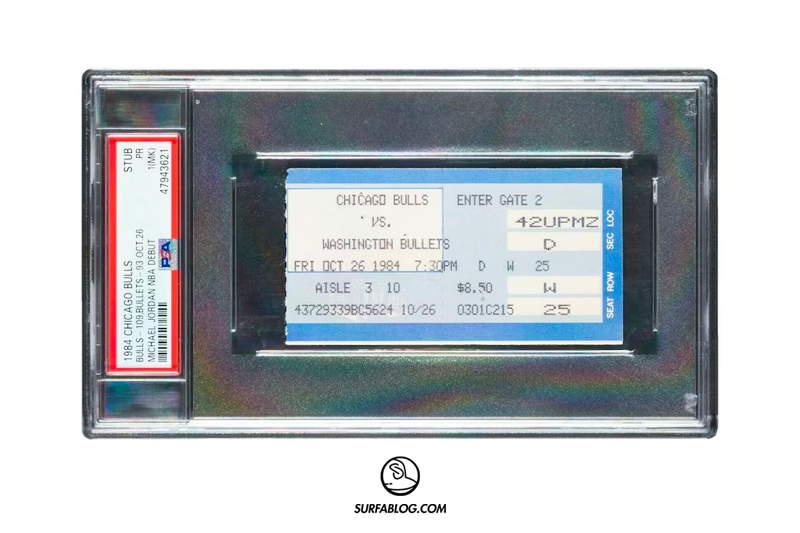 1984 CHICAGO BULLS
BULLS - 109,BULLETS - 93 OCT.26
MICHAEL JORDAN NBA DEBUT
STUB
PR
1(MK)
47943621
PSA
CHICAGO BULLS
VS.
WASHINGTON BULLETS
FRI OCT 26 1984 7:30PM D W 25
AISLE 3 10 $8.50
43729339BC5624 10/26 0301C215
ENTER GATE 2
42UPMZ
D
W
25
SEC LOC
SEAT ROW
SURFABLOG.COM